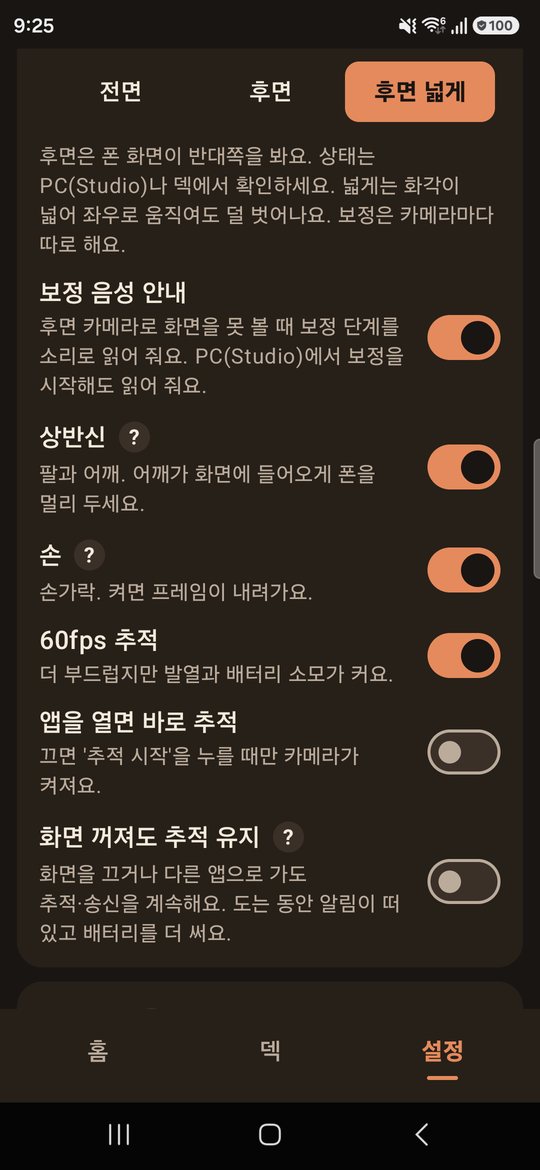 9:25
6
100
전면
후면
후면 넓게
후면은 폰 화면이 반대쪽을 봐요. 상태는
PC(Studio)나 덱에서 확인하세요. 넓게는 화각이
넓어 좌우로 움직여도 덜 벗어나요. 보정은 카메라마다
따로 해요.
보정 음성 안내
후면 카메라로 화면을 못 볼 때 보정 단계를
소리로 읽어 줘요. PC(Studio)에서 보정을
시작해도 읽어 줘요.
상반신 ?
팔과 어깨. 어깨가 화면에 들어오게 폰을
멀리 두세요.
손 ?
손가락. 켜면 프레임이 내려가요.
60fps 추적
더 부드럽지만 발열과 배터리 소모가 커요.
앱을 열면 바로 추적
끄면 '추적 시작'을 누를 때만 카메라가
켜져요.
화면 꺼져도 추적 유지 ?
화면을 끄거나 다른 앱으로 가도
추적·송신을 계속해요. 도는 동안 알림이 떠
있고 배터리를 더 써요.
홈
덱
설정